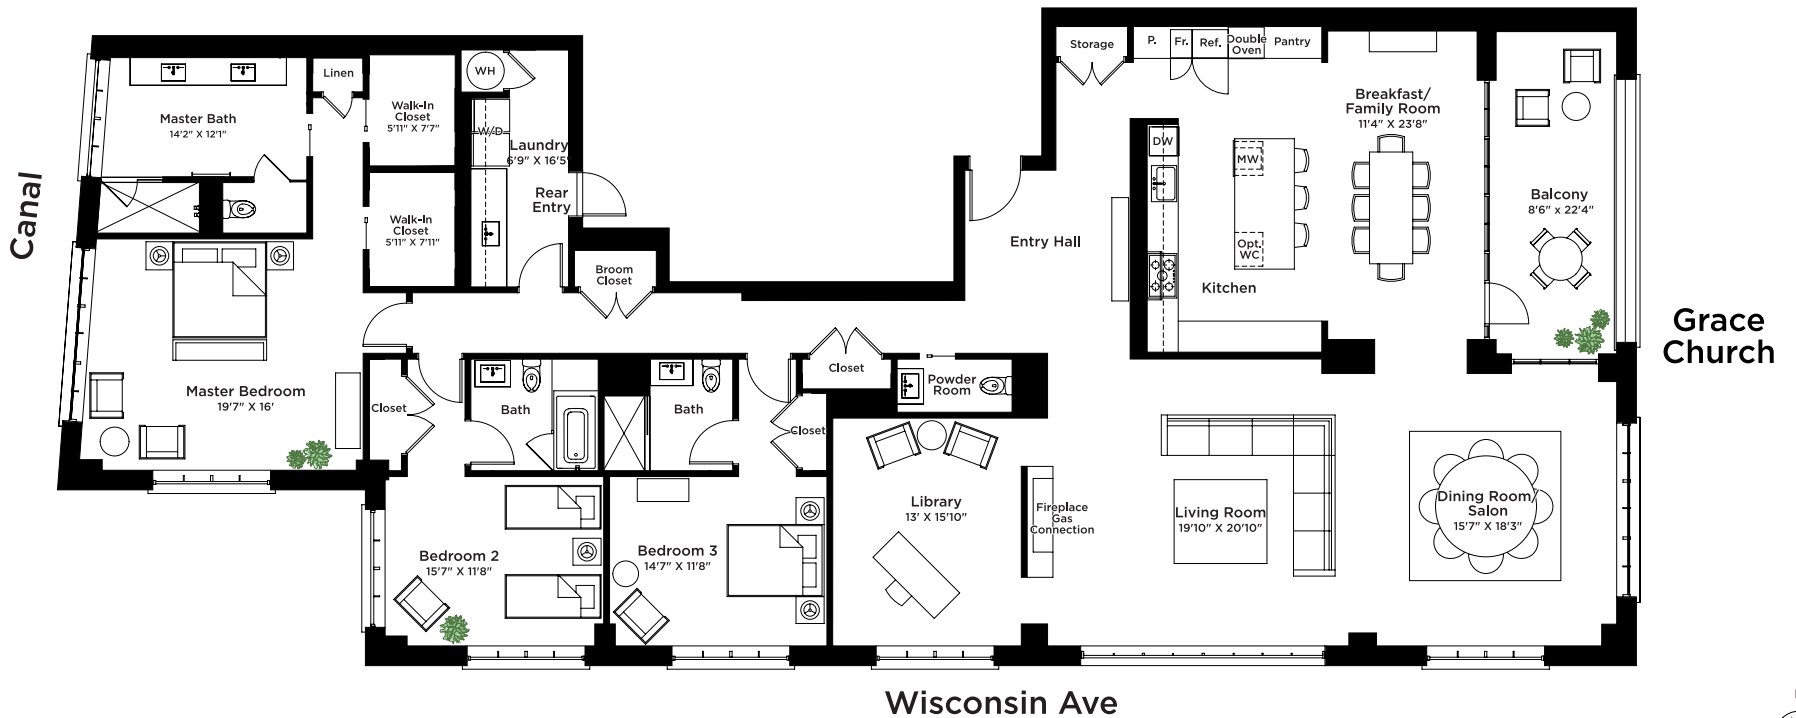 Storage
P.
Fr.
Ref.
Double
Oven
Pantry
Linen
WH
Walk-In
Closet
5'11" X 7'7"
Master Bath
14'2" X 12'1"
W/D
Laundry
6'9" X 16'5"
Rear
Entry
Breakfast/
Family Room
11'4" X 23'8"
DW
MW
Opt.
WC
Kitchen
Balcony
8'6" x 22'4"
Canal
Walk-In
Closet
5'11" X 7'11"
Entry Hall
Broom
Closet
Grace
Church
Master Bedroom
19'7" X 16'
Closet
Bath
Bath
Closet
Closet
Powder
Room
Library
13' X 15'10"
Fireplace
Gas
Connection
Living Room
19'10" X 20'10"
Dining Room/
Salon
15'7" X 18'3"
Bedroom 2
15'7" X 11'8"
Bedroom 3
14'7" X 11'8"
Wisconsin Ave